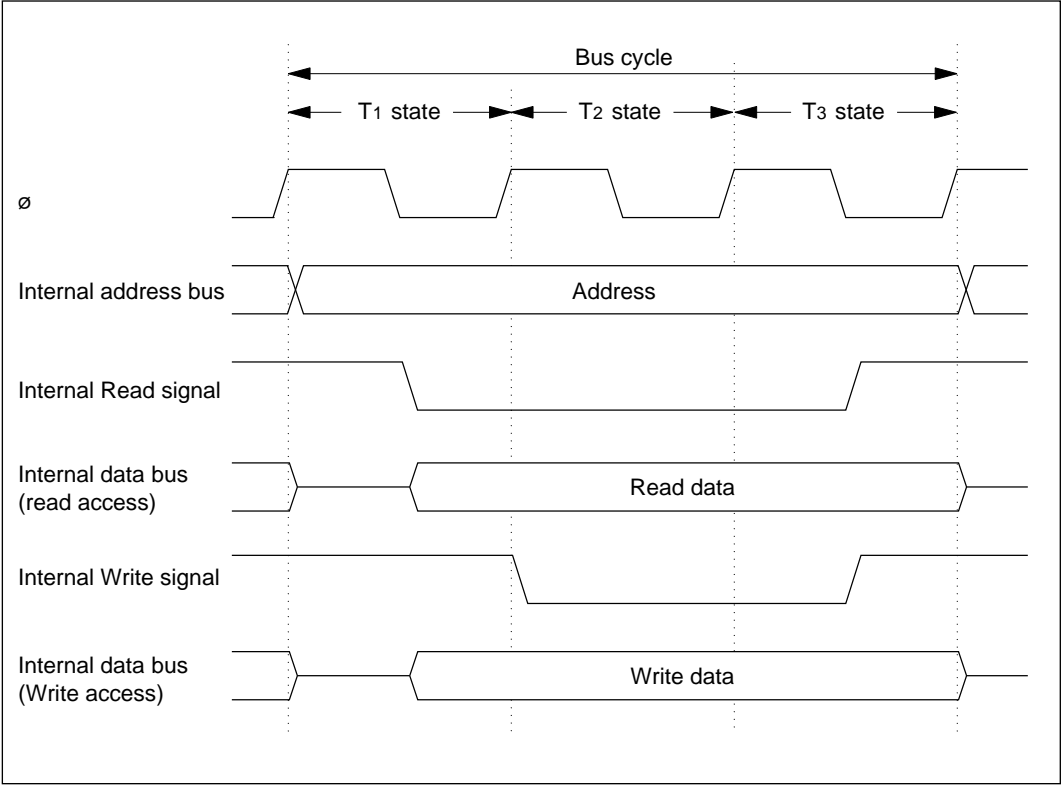 Bus cycle
T1 state
T2 state
T3 state
ø
Internal address bus
Address
Internal Read signal
Internal data bus
(read access)
Read data
Internal Write signal
Internal data bus
(Write access)
Write data